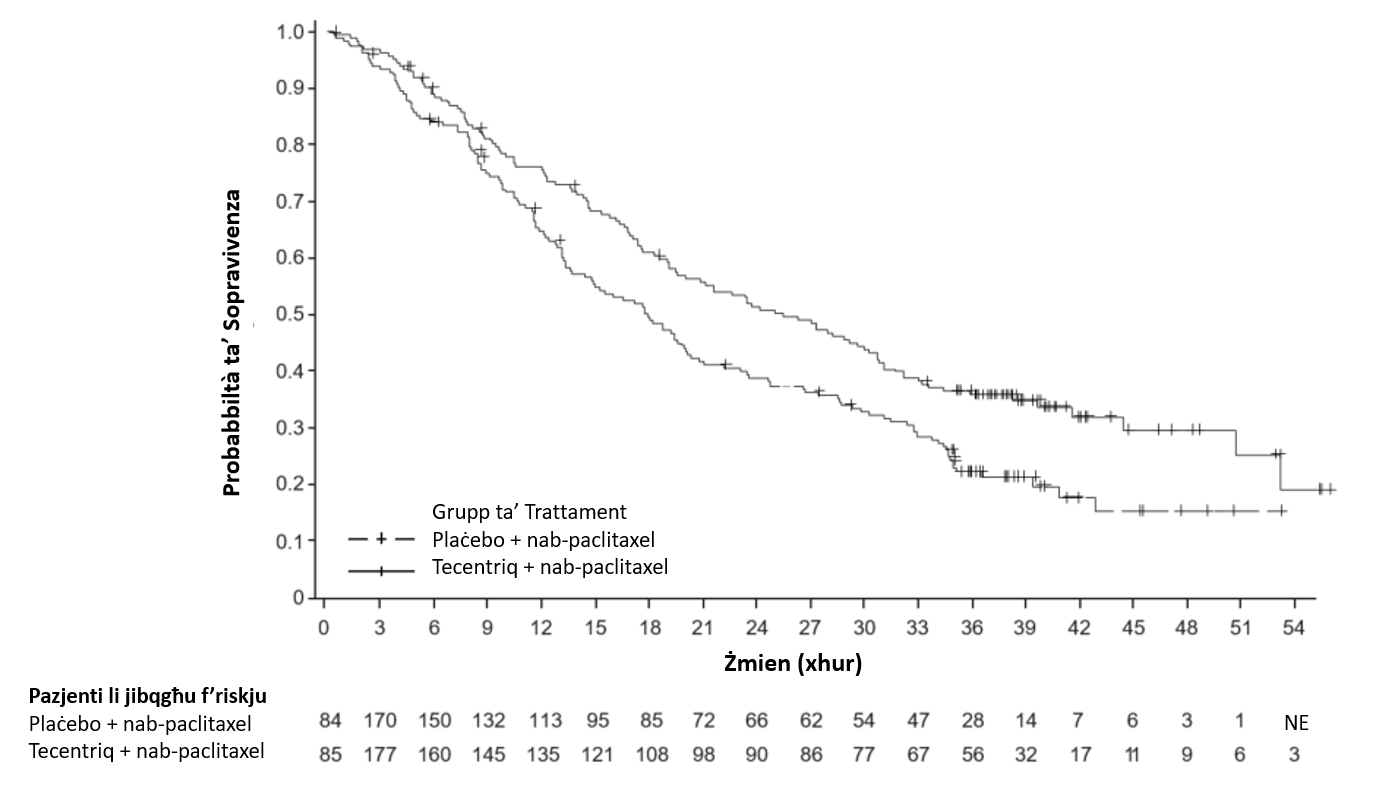 1.0
0.9
0.8
0.7
0.6
0.5
0.4
0.3
0.2
0.1
0
Probabbiltà ta’ Sopravivenza
Grupp ta’ Trattament
Plaċebo + nab-paclitaxel
Tecentriq + nab-paclitaxel
0 3 6 9 12 15 18 21 24 27 30 33 36 39 42 45 48 51 54
Żmien (xhur)
Pazjenti li jibqgħu f’riskju
Plaċebo + nab-paclitaxel 84 170 150 132 113 95 85 72 66 62 54 47 28 14 7 6 3 1 NE
Tecentriq + nab-paclitaxel 85 177 160 145 135 121 108 98 90 86 77 67 56 32 17 11 9 6 3